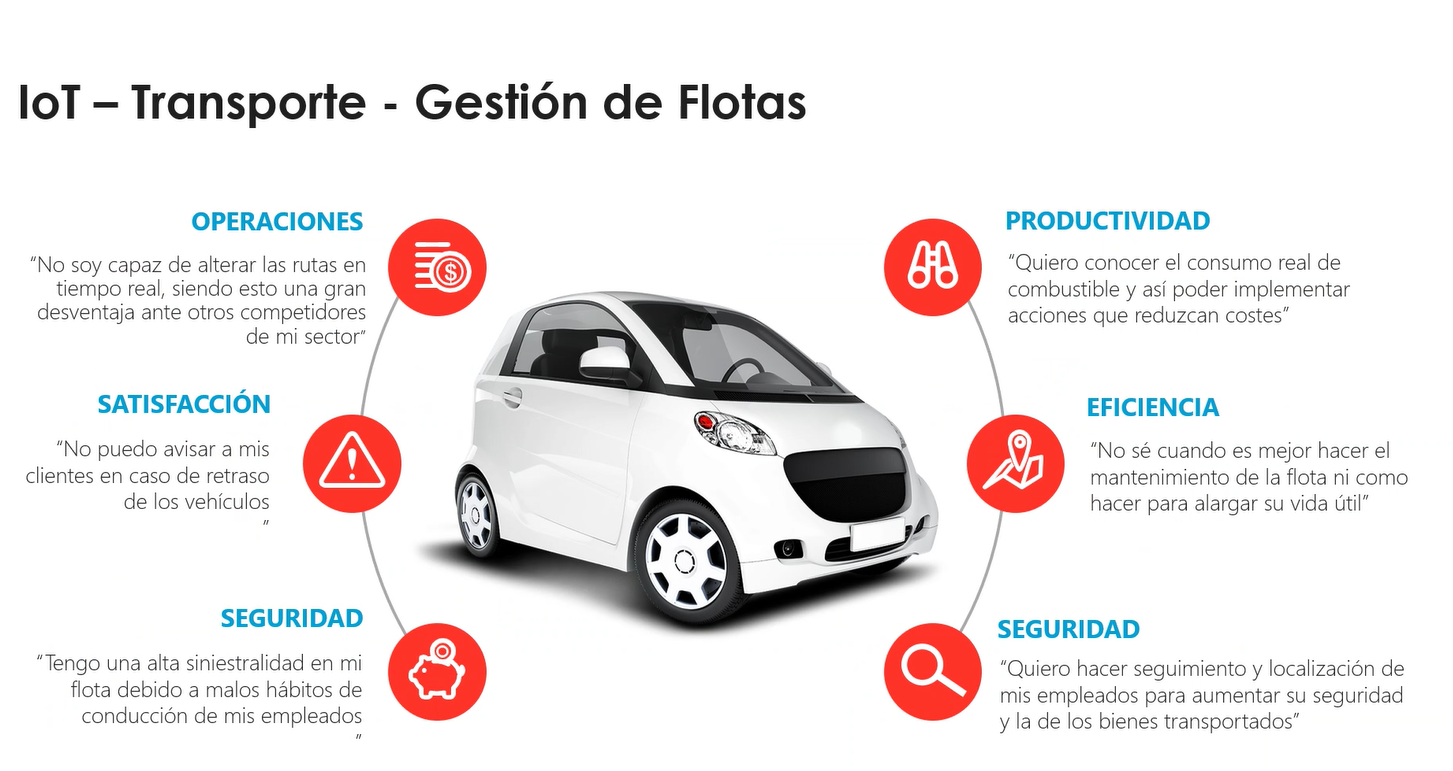 IoT – Transporte - Gestión de Flotas
OPERACIONES
“No soy capaz de alterar las rutas en
tiempo real, siendo esto una gran
desventaja ante otros competidores
de mi sector”
SATISFACCIÓN
“No puedo avisar a mis
clientes en caso de retraso
de los vehículos
”
SEGURIDAD
“Tengo una alta siniestralidad en mi
flota debido a malos hábitos de
conducción de mis empleados
”
PRODUCTIVIDAD
“Quiero conocer el consumo real de
combustible y así poder implementar
acciones que reduzcan costes”
EFICIENCIA
“No sé cuando es mejor hacer el
mantenimiento de la flota ni como
hacer para alargar su vida útil”
SEGURIDAD
“Quiero hacer seguimiento y localización de
mis empleados para aumentar su seguridad
y la de los bienes transportados”